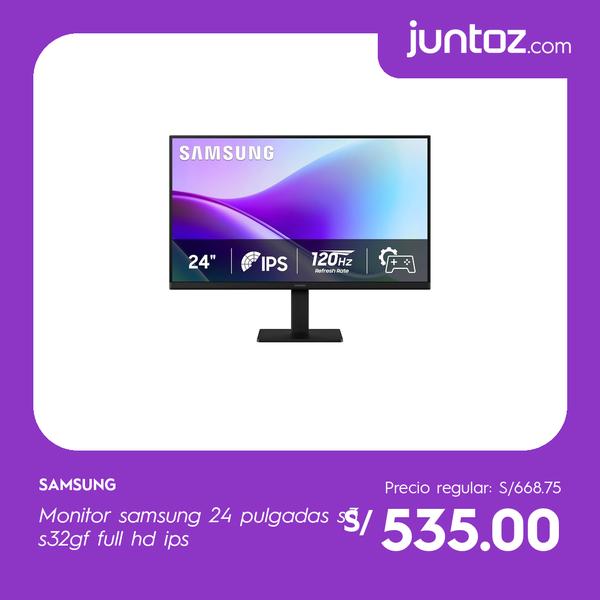 juntoz.com
SAMSUNG
24" IPS 120Hz
Refresh Rate
SAMSUNG
Precio regular: S/668.75
Monitor samsung 24 pulgadas s3
s32gf full hd ips
S/ 535.00